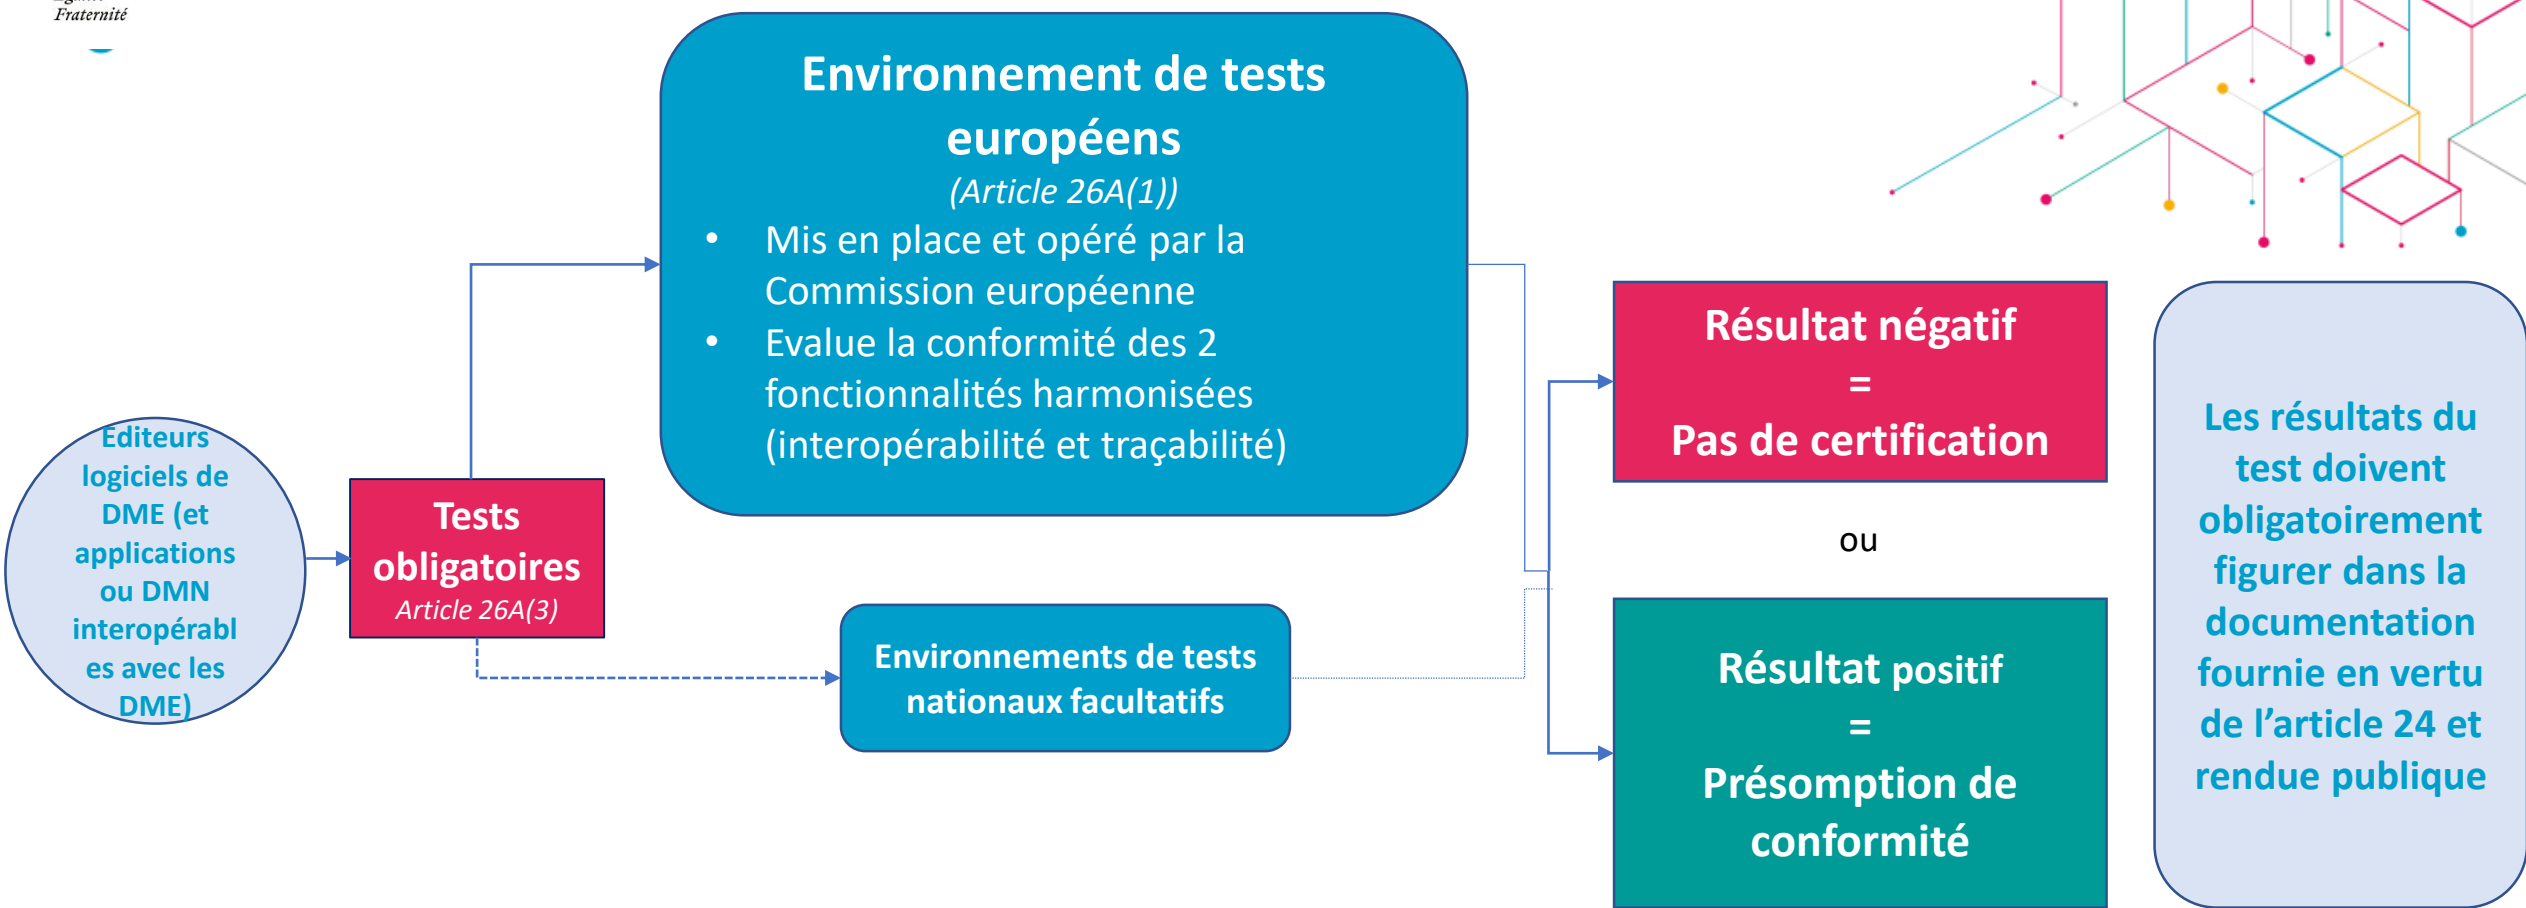 Fraternité
Environnement de tests
européens
(Article 26A(1))
• Mis en place et opéré par la
Commission européenne
• Evalue la conformité des 2
fonctionnalités harmonisées
(interopérabilité et traçabilité)
Editeurs
logiciels de
DME (et
applications
ou DMN
interopérabl
es avec les
DME)
Tests
obligatoires
Article 26A(3)
Environnements de tests
nationaux facultatifs
Résultat négatif
=
Pas de certification
ou
Résultat positif
=
Présomption de
conformité
Les résultats du
test doivent
obligatoirement
figurer dans la
documentation
fournie en vertu
de l’article 24 et
rendue publique